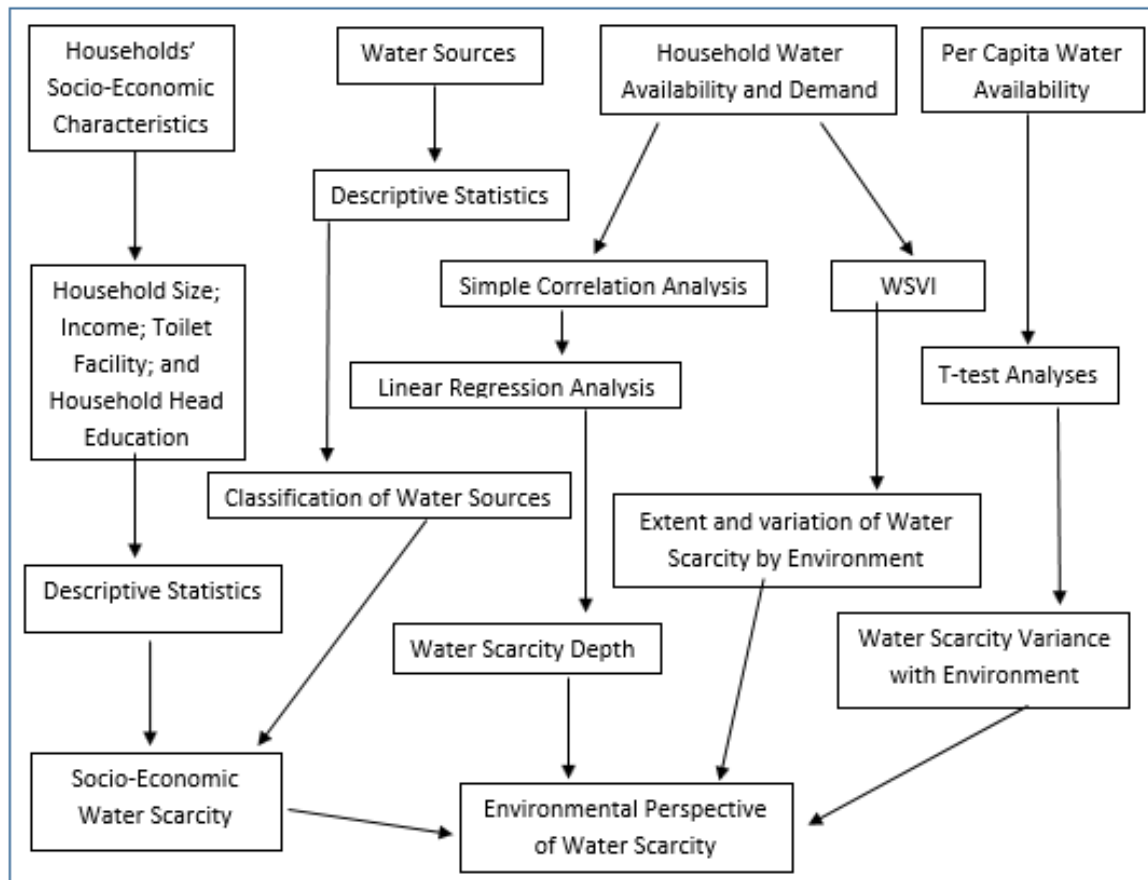 Households'
Socio-Economic
Characteristics
Water Sources
Household Water
Availability and Demand
Per Capita Water
Availability
Descriptive Statistics
Simple Correlation Analysis
WSVI
Household Size;
Income; Toilet
Facility; and
Household Head
Education
Linear Regression Analysis
T-test Analyses
Classification of Water Sources
Extent and variation of Water
Scarcity by Environment
Descriptive Statistics
Water Scarcity Depth
Water Scarcity Variance
with Environment
Socio-Economic
Water Scarcity
Environmental Perspective
of Water Scarcity